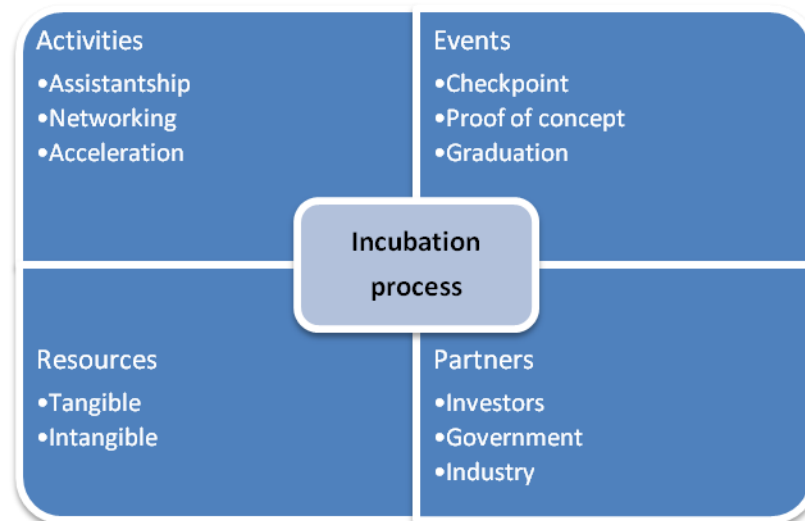 Activities
•Assistantship
•Networking
•Acceleration
Events
•Checkpoint
•Proof of concept
•Graduation
Incubation
process
Resources
•Tangible
•Intangible
Partners
•Investors
•Government
•Industry